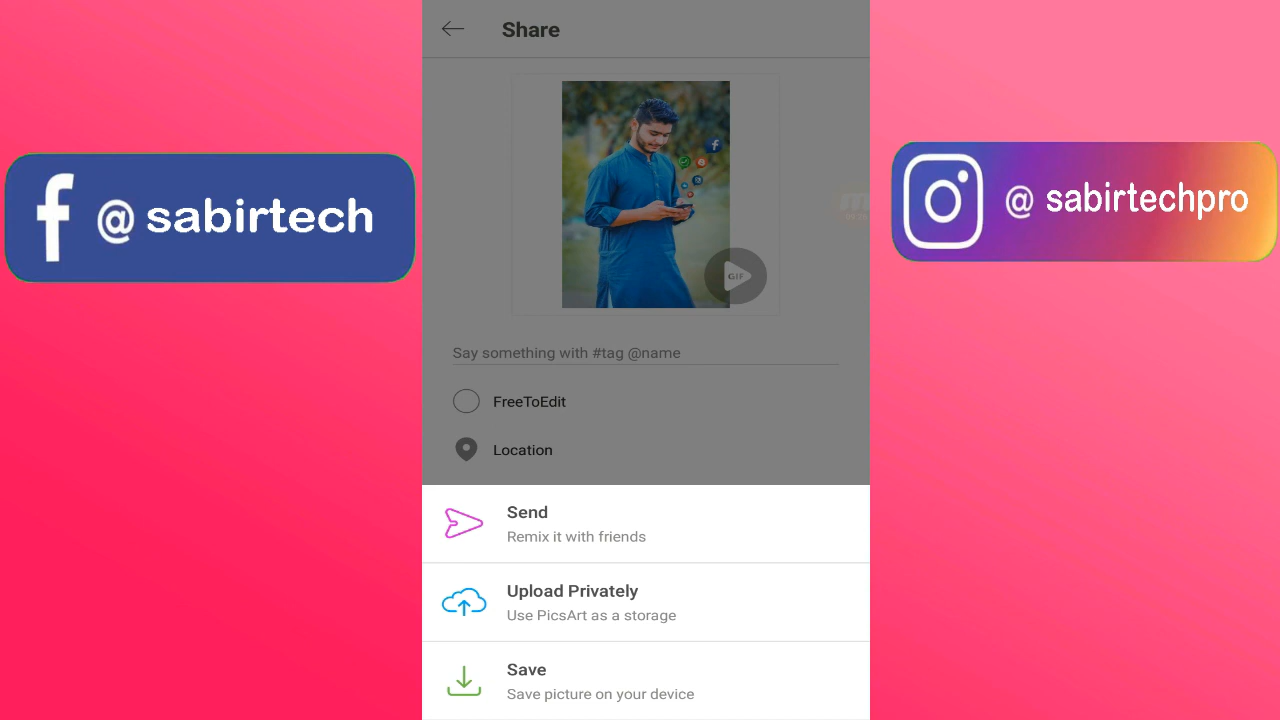 Share
f @ sabirtech
@ sabirtechpro
f
GIF
Say something with #tag @name
FreeToEdit
Location
Send
Remix it with friends
Upload Privately
Use PicsArt as a storage
Save
Save picture on your device